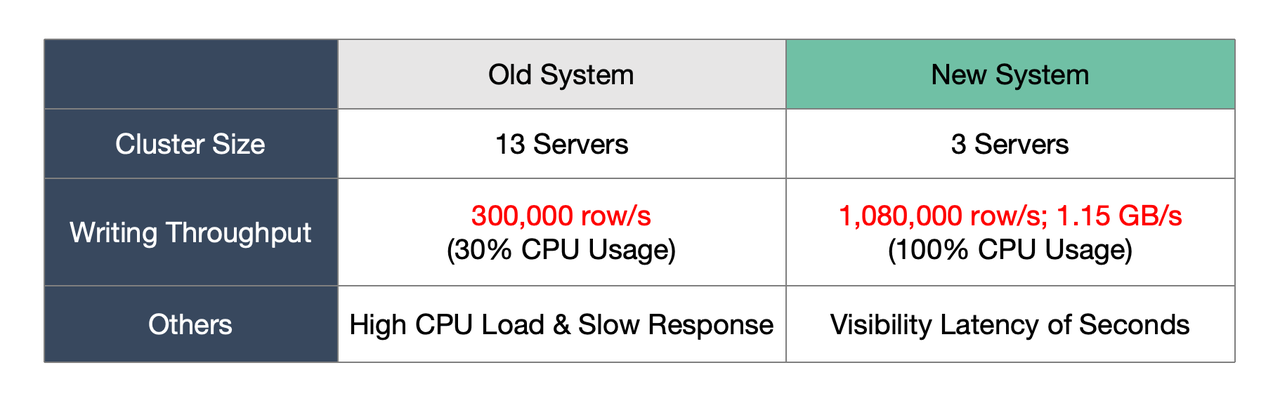 Old System
New System
Cluster Size
13 Servers
3 Servers
Writing Throughput
300,000 row/s
(30% CPU Usage)
1,080,000 row/s; 1.15 GB/s
(100% CPU Usage)
Others
High CPU Load & Slow Response
Visibility Latency of Seconds